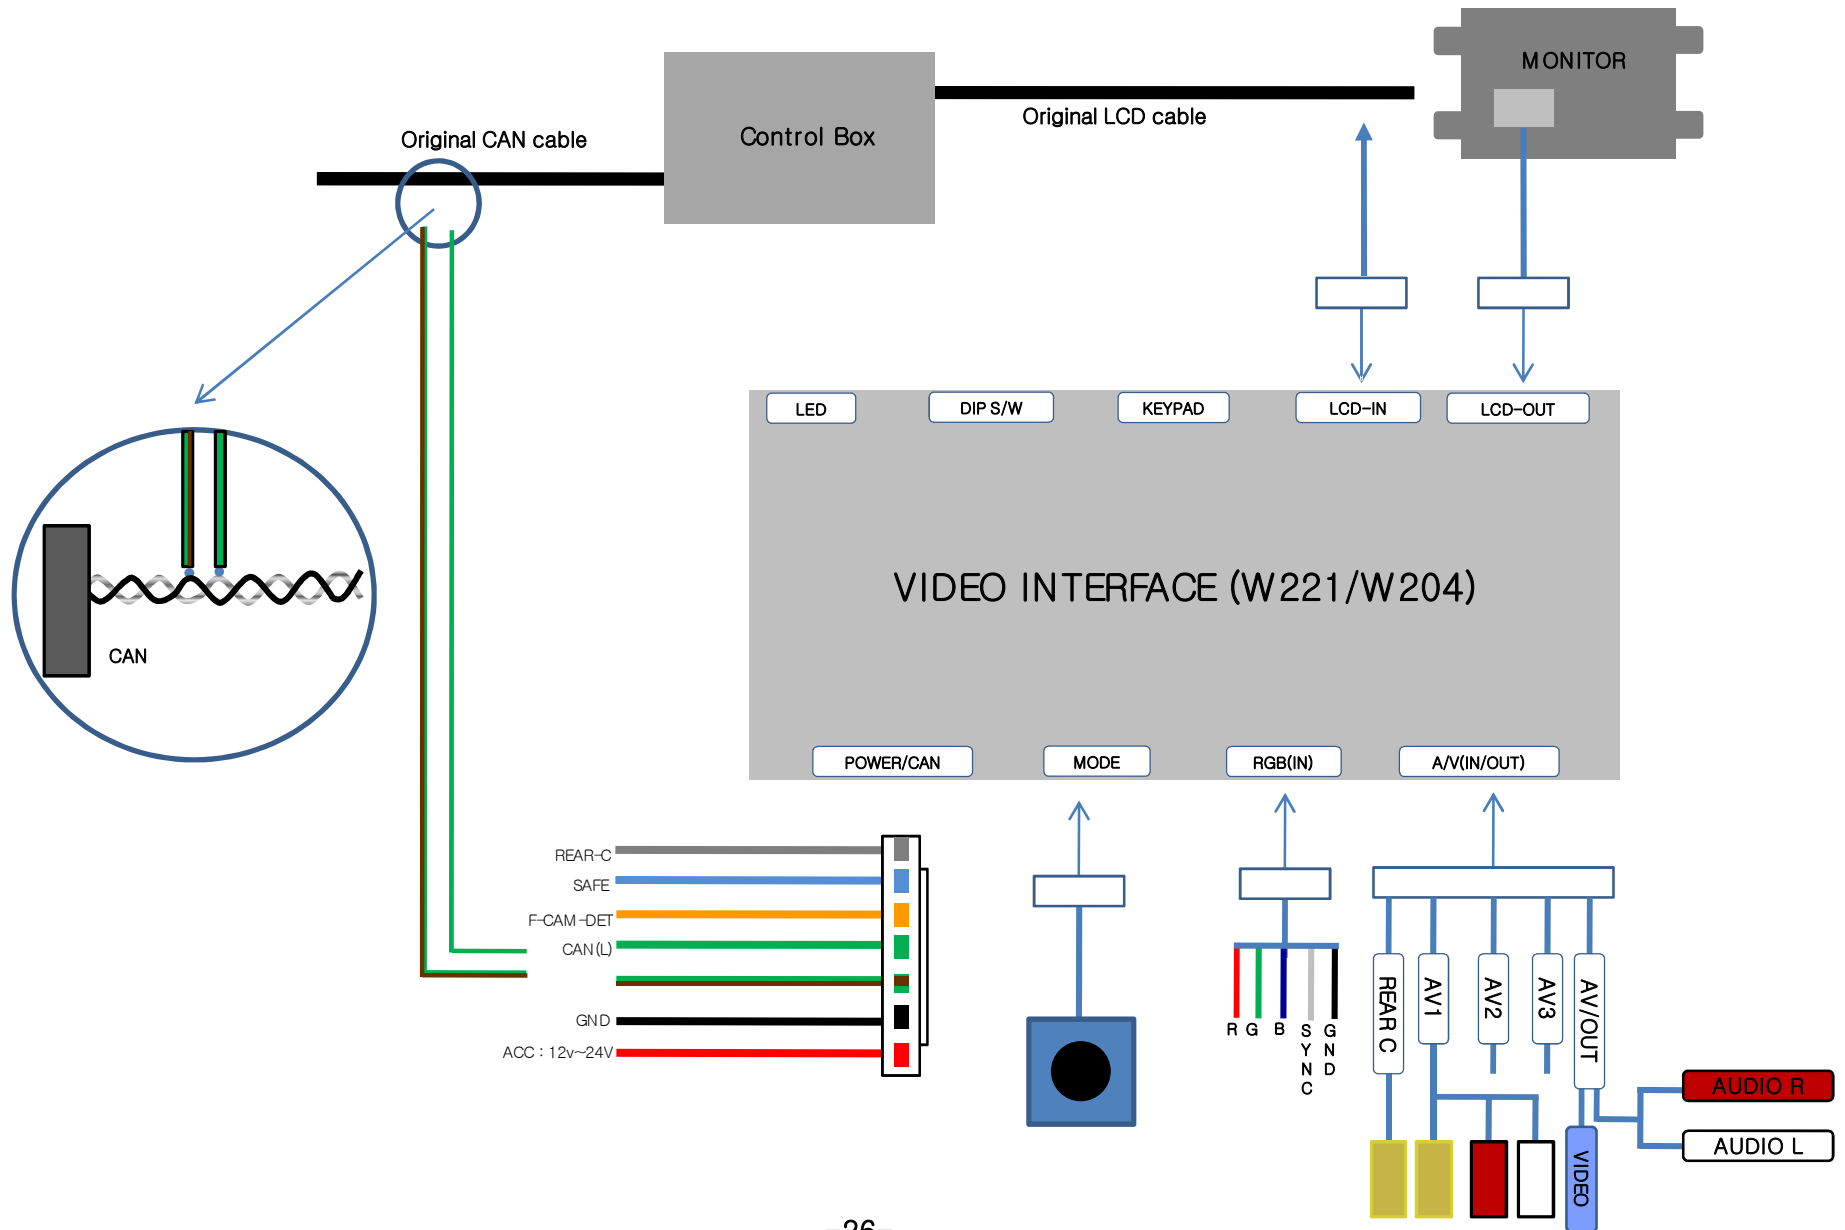 MONITOR
Original LCD cable
Control Box
Original CAN cable
LED
DIP S/W
KEYPAD
LCD-IN
LCD-OUT
VIDEO INTERFACE (W221/W204)
CAN
POWER/CAN
MODE
RGB(IN)
A/V(IN/OUT)
REAR-C
SAFE
F-CAM-DET
CAN(L)
GND
ACC : 12v~24V
R
G
B
SYNC
GND
REAR C
AV1
AV2
AV3
AV/OUT
AUDIO R
AUDIO L
VIDEO
-26-